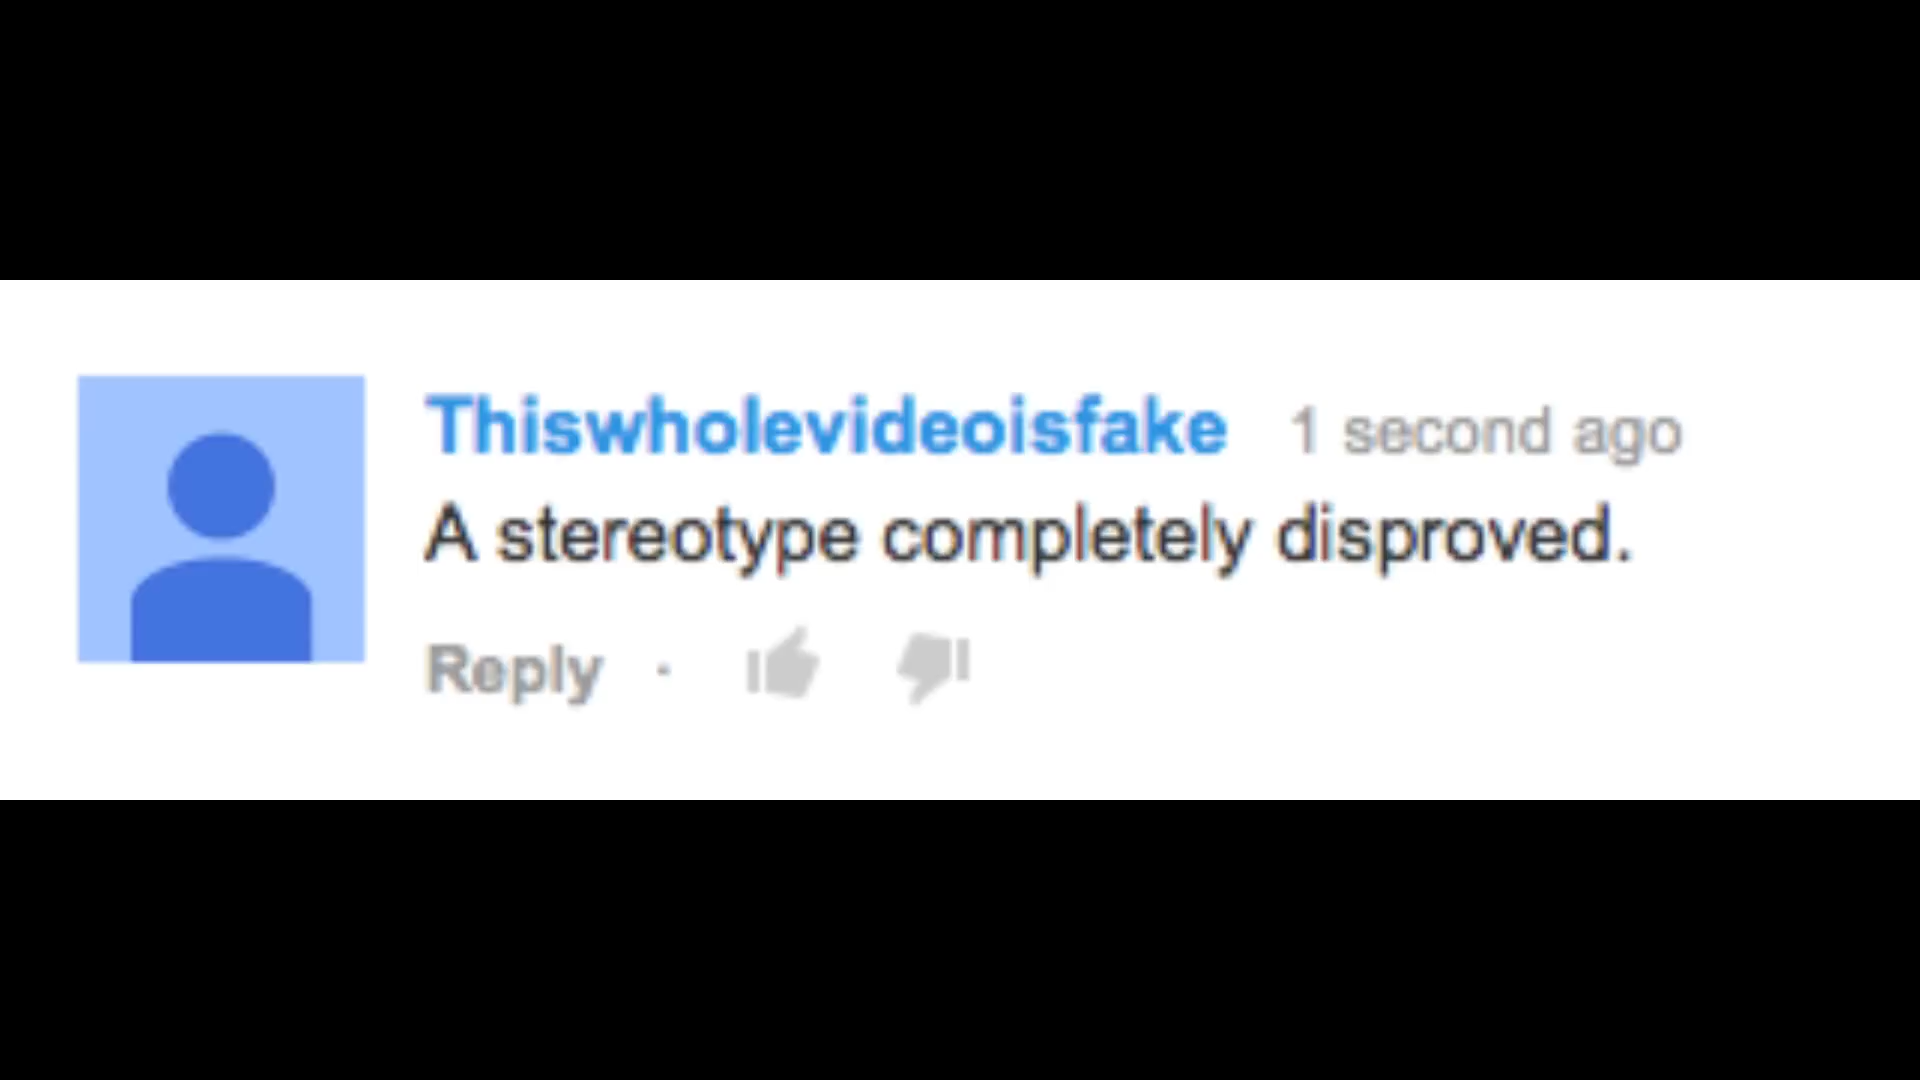 Thiswholevideoisfake 1 second ago
A stereotype completely disproved.
Reply ·